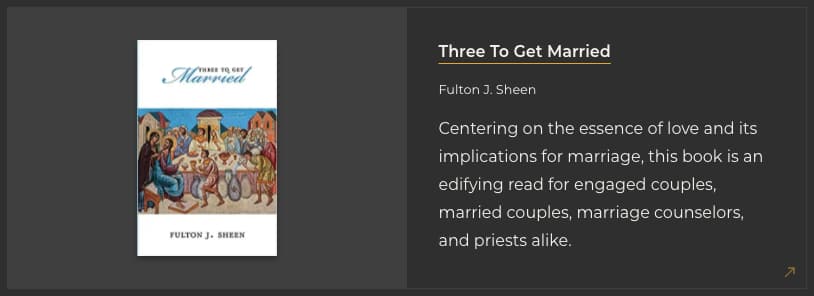 THREE TO GET
Married
FULTON J. SHEEN
Three To Get Married
Fulton J. Sheen
Centering on the essence of love and its
implications for marriage, this book is an
edifying read for engaged couples,
married couples, marriage counselors,
and priests alike.